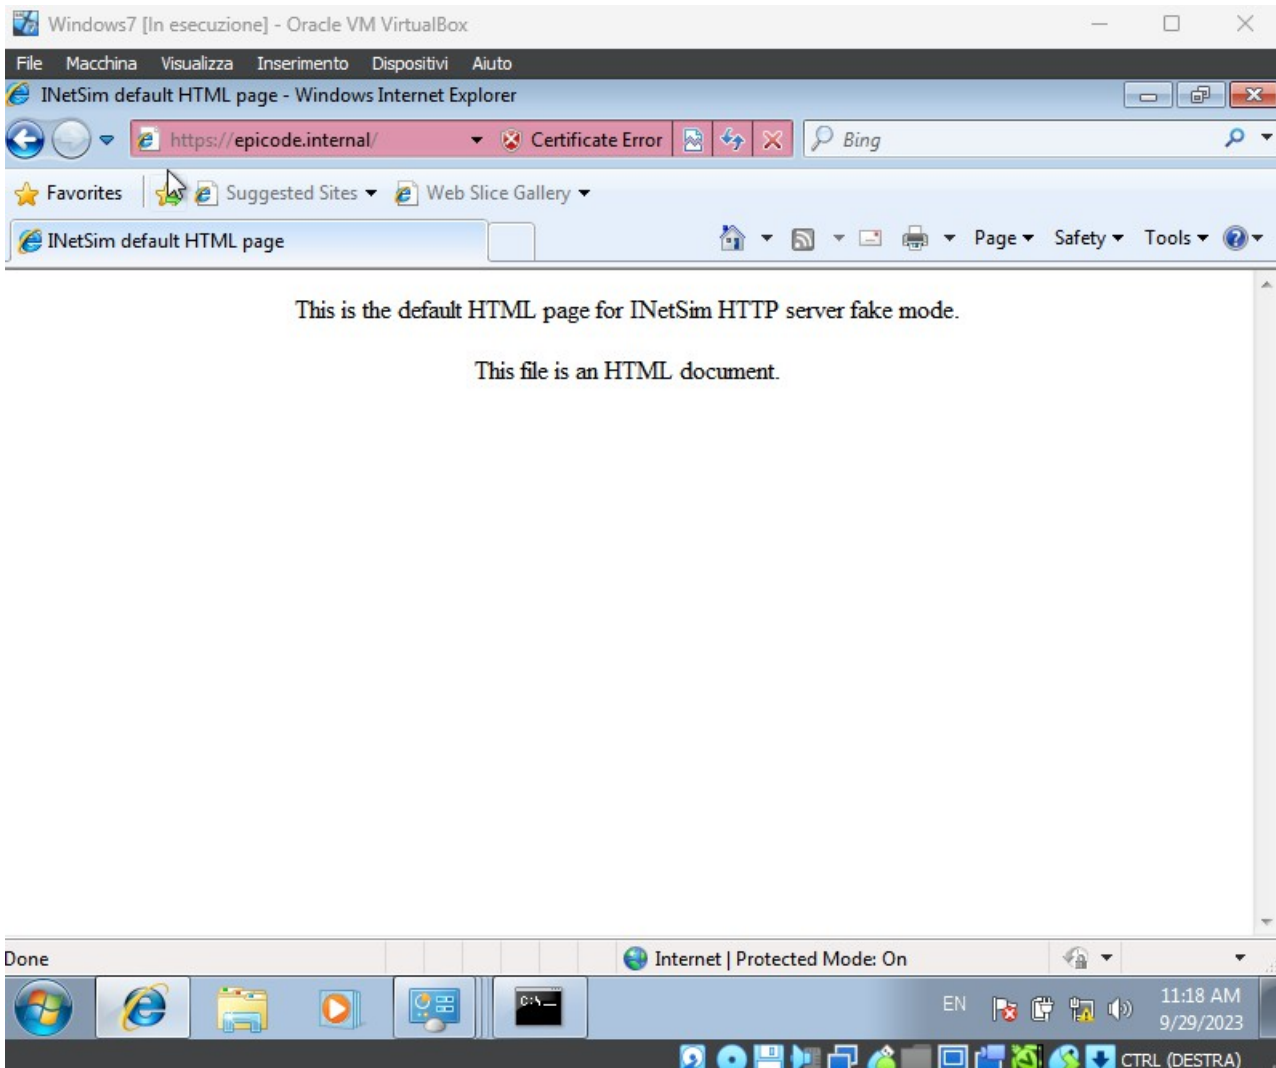 Windows7 [In esecuzione] - Oracle VM VirtualBox
File Macchina Visualizza Inserimento Dispositivi Aiuto
INetSim default HTML page - Windows Internet Explorer
https://epicode.internal/ Certificate Error Bing
Favorites Suggested Sites Web Slice Gallery
INetSim default HTML page Page Safety Tools
This is the default HTML page for INetSim HTTP server fake mode.
This file is an HTML document.
Done Internet | Protected Mode: On
C:\_
EN 11:18 AM
9/29/2023
CTRL (DESTRA)